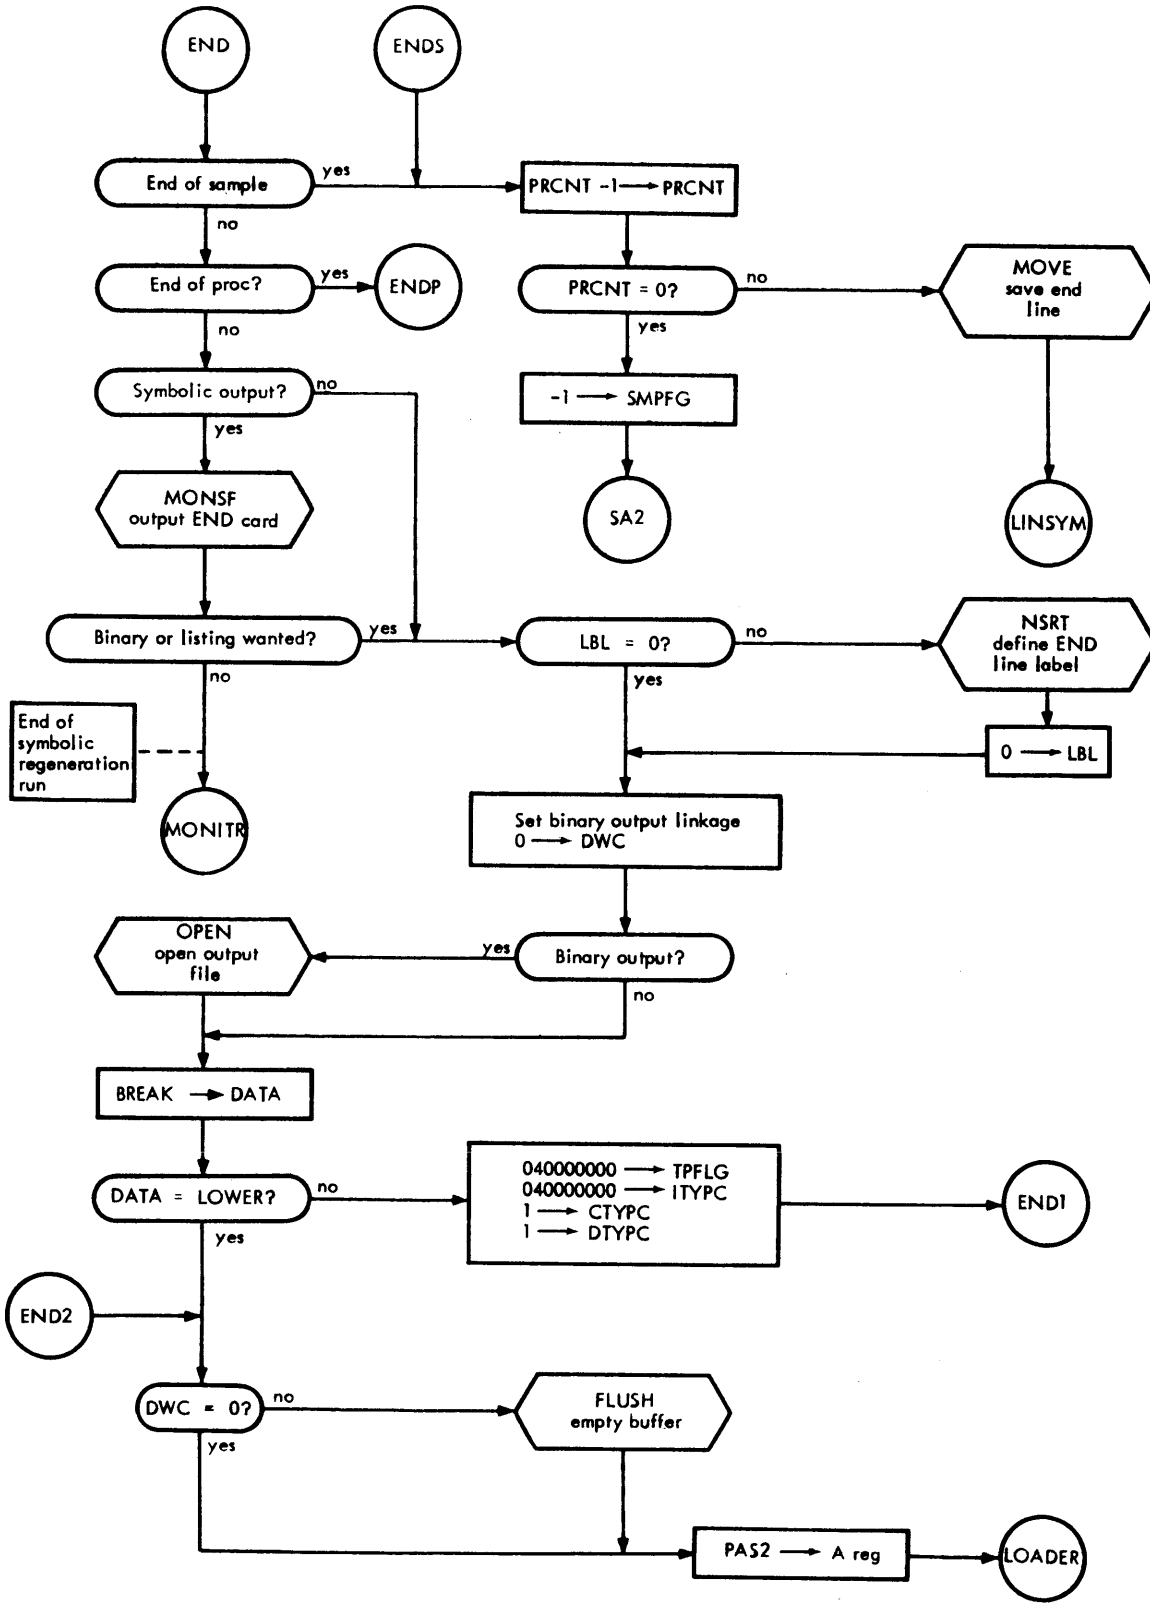 END
ENDS
End of sample
yes
PRCNT -1 → PRCNT
no
End of proc?
yes
ENDP
PRCNT = 0?
no
MOVE
save end
line
no
yes
Symbolic output?
no
-1 → SMPFG
yes
MONSF
output END card
SA2
LINSYM
Binary or listing wanted?
yes
LBL = 0?
no
NSRT
define END
line label
no
yes
End of
symbolic
regeneration
run
0 → LBL
MONITR
Set binary output linkage
0 → DWC
OPEN
open output
file
yes
Binary output?
no
BREAK → DATA
DATA = LOWER?
no
040000000 → TPFLG
040000000 → ITYPC
1 → CTYPC
1 → DTYPC
END1
yes
END2
DWC = 0?
no
FLUSH
empty buffer
yes
PAS2 → A reg
LOADER